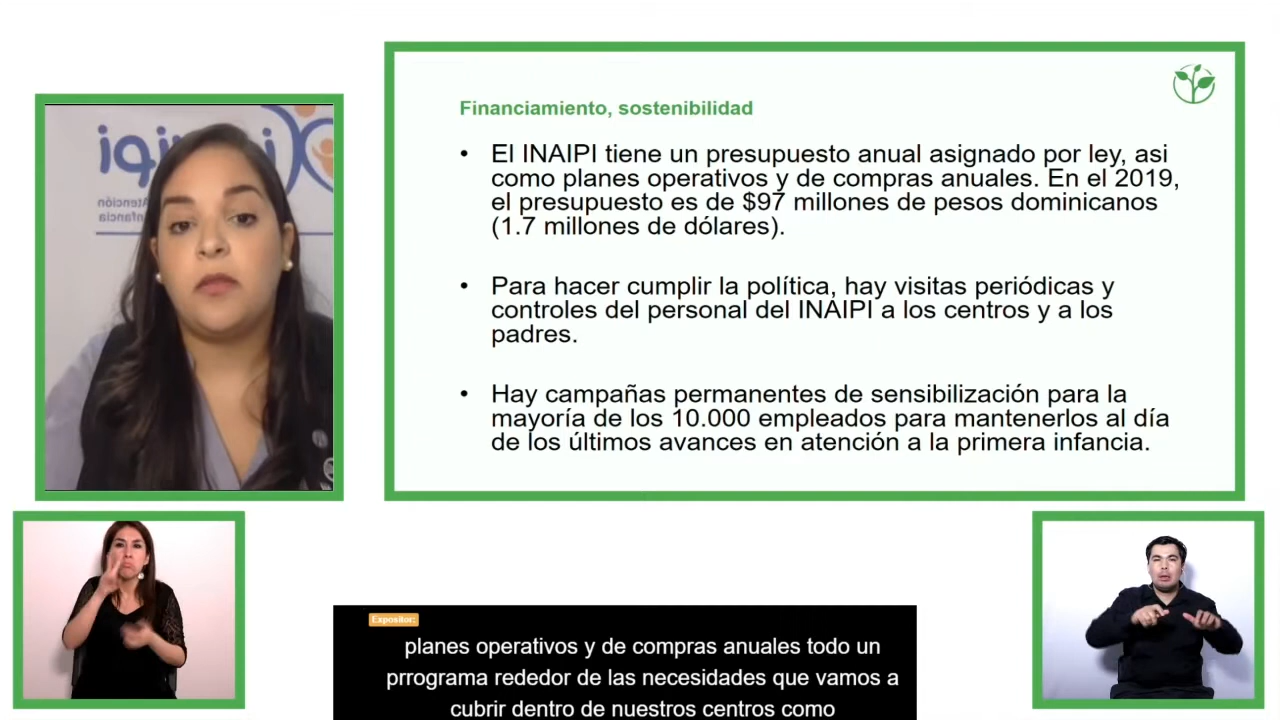 Financiamiento, sostenibilidad
• El INAIPI tiene un presupuesto anual asignado por ley, asi
como planes operativos y de compras anuales. En el 2019,
el presupuesto es de $97 millones de pesos dominicanos
(1.7 millones de dólares).
• Para hacer cumplir la política, hay visitas periódicas y
controles del personal del INAIPI a los centros y a los
padres.
• Hay campañas permanentes de sensibilización para la
mayoría de los 10.000 empleados para mantenerlos al día
de los últimos avances en atención a la primera infancia.
inaipi
Atención
Infancia
Expositor:
planes operativos y de compras anuales todo un
prrograma rededor de las necesidades que vamos a
cubrir dentro de nuestros centros como